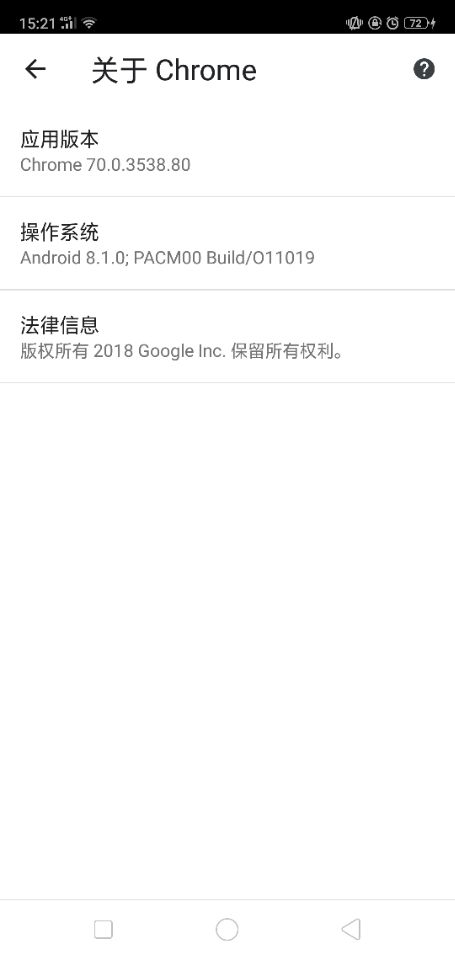 15:21
72
关于 Chrome
应用版本
Chrome 70.0.3538.80
操作系统
Android 8.1.0; PACM00 Build/O11019
法律信息
版权所有 2018 Google Inc. 保留所有权利。